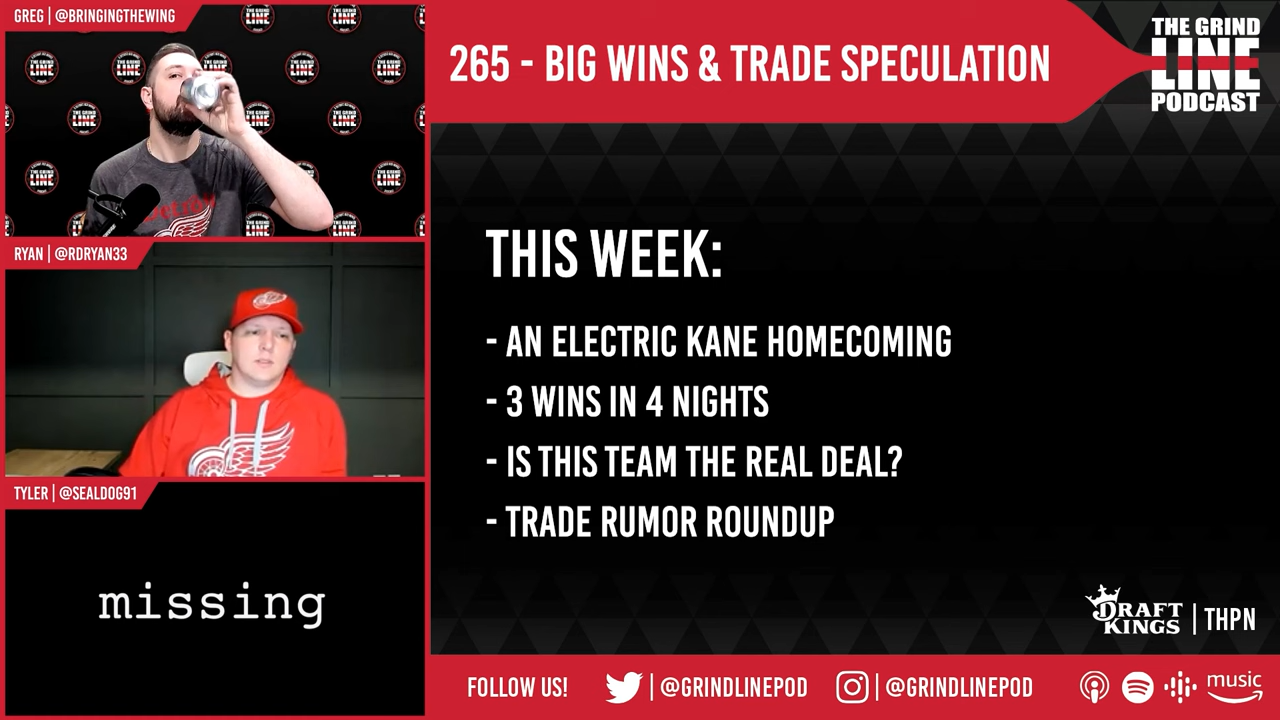 GREG | @BRINGINGTHEWING
265 - BIG WINS & TRADE SPECULATION
THE GRIND
LINE
PODCAST
RYAN | @RDRYAN33
TYLER | @SEALDOG91
missing
THIS WEEK:
- AN ELECTRIC KANE HOMECOMING
- 3 WINS IN 4 NIGHTS
- IS THIS TEAM THE REAL DEAL?
- TRADE RUMOR ROUNDUP
DRAFT
KINGS | THPN
FOLLOW US! | @GRINDLINEPOD | @GRINDLINEPOD music